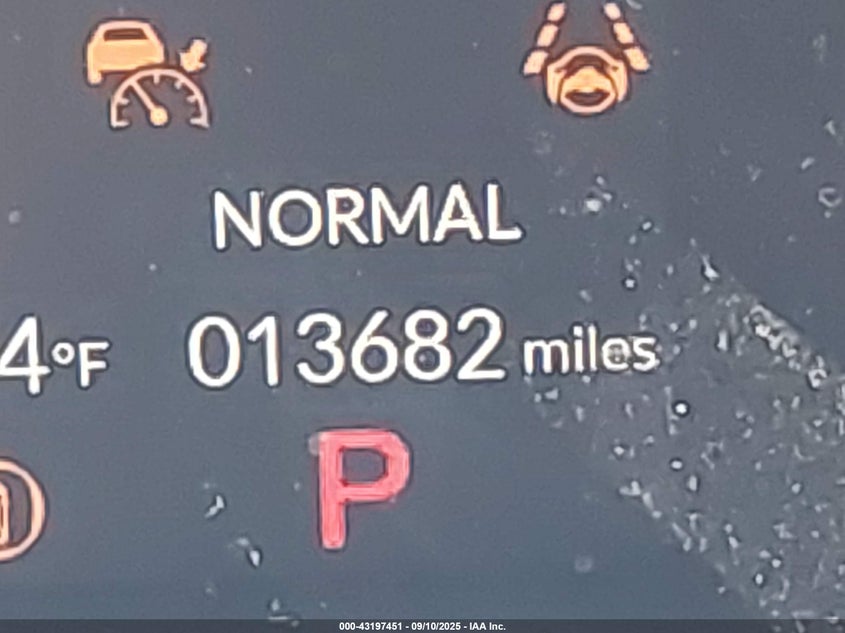 NORMAL
4°F 013682 miles
P
000-43197451 - 09/10/2025 - IAA Inc.